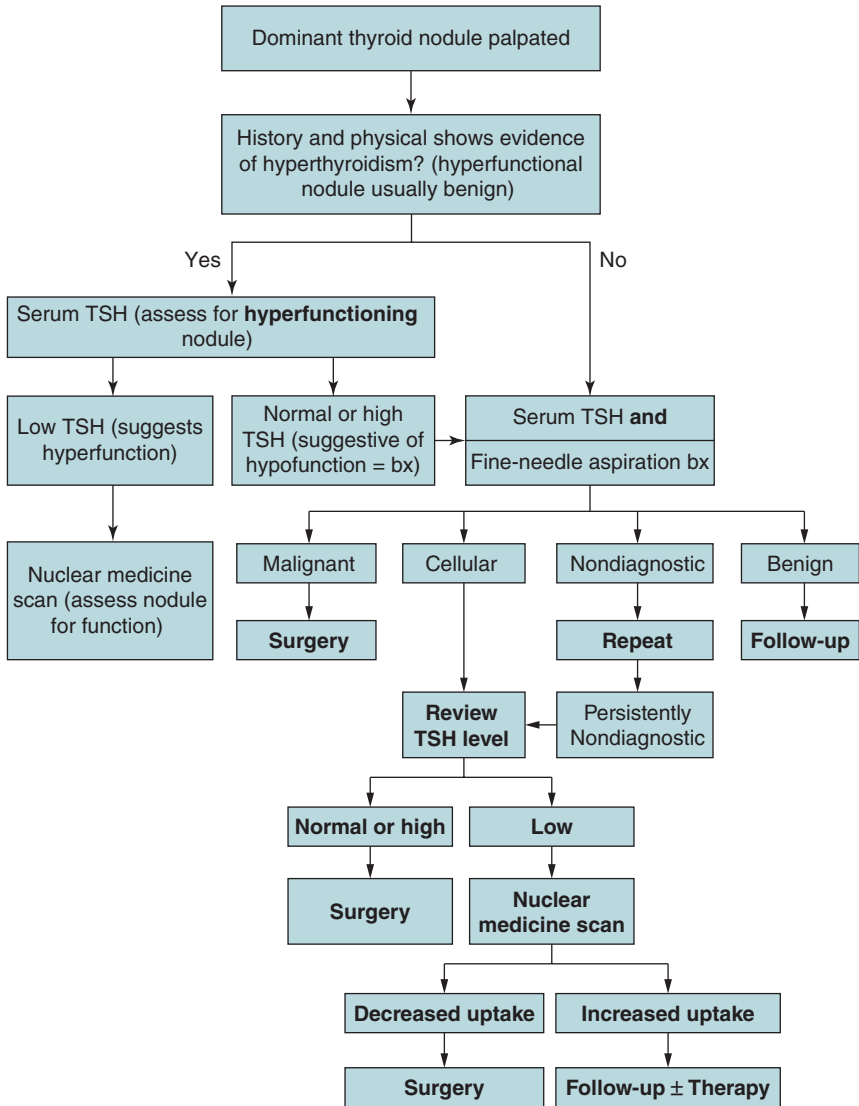 Dominant thyroid nodule palpated
History and physical shows evidence
of hyperthyroidism? (hyperfunctional
nodule usually benign)
Yes
No
Serum TSH (assess for hyperfunctioning
nodule)
Low TSH (suggests
hyperfunction)
Normal or high
TSH (suggestive of
hypofunction = bx)
Serum TSH and
Fine-needle aspiration bx
Nuclear medicine
scan (assess nodule
for function)
Malignant
Cellular
Nondiagnostic
Benign
Surgery
Repeat
Follow-up
Review
TSH level
Persistently
Nondiagnostic
Normal or high
Low
Surgery
Nuclear
medicine scan
Decreased uptake
Increased uptake
Surgery
Follow-up ± Therapy